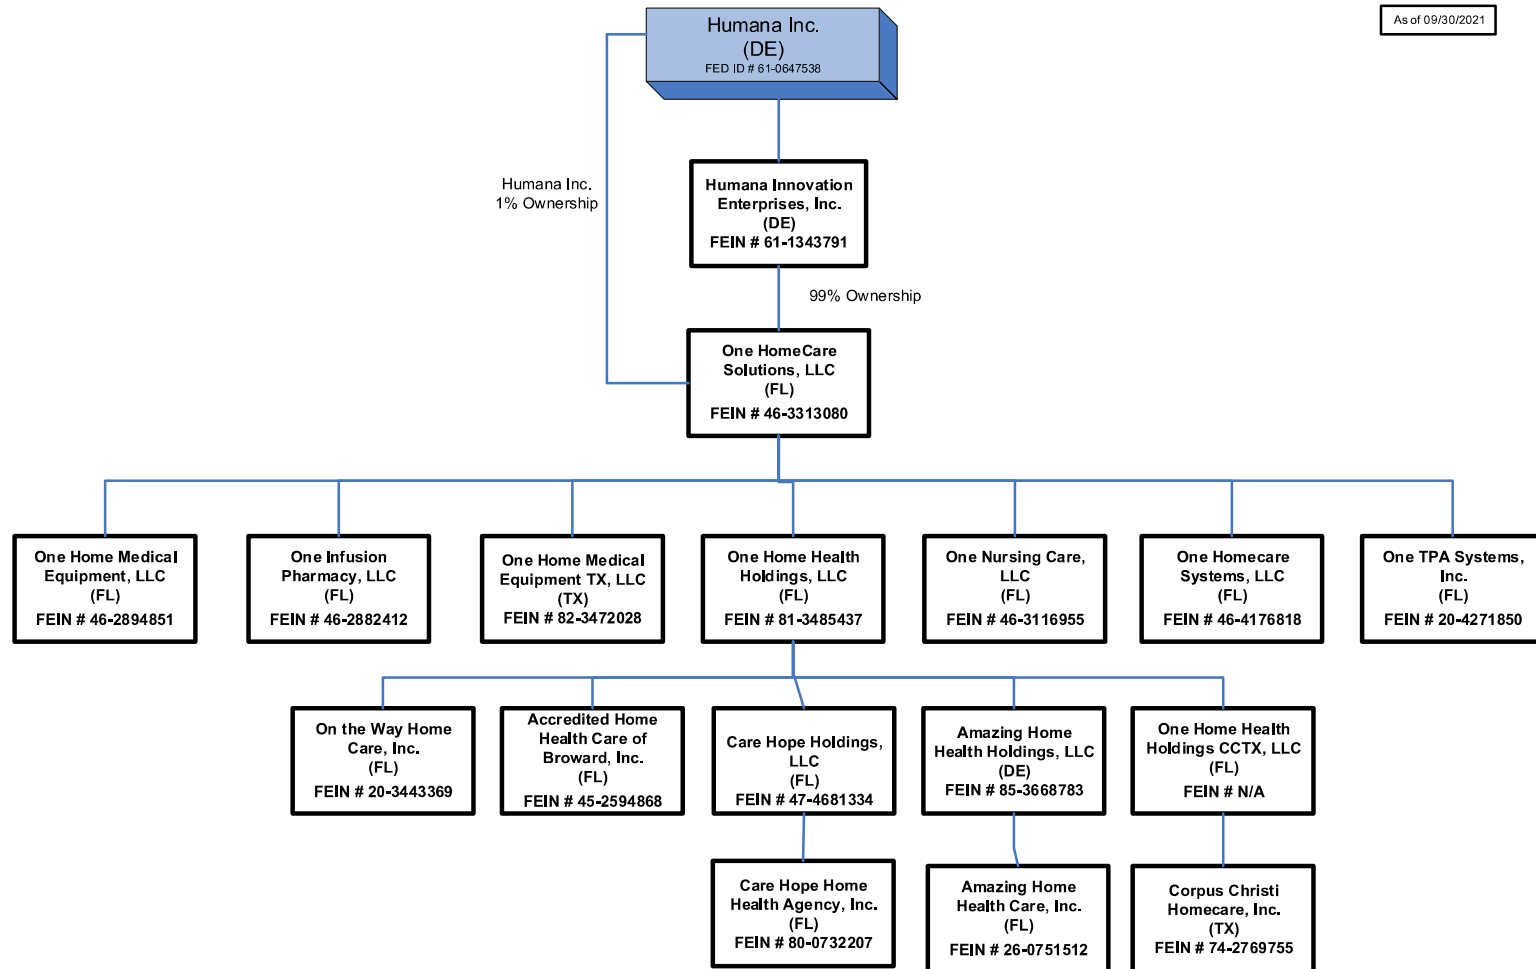 As of 09/30/2021
Humana Inc.
(DE)
FED ID # 61-0647538
Humana Inc.
1% Ownership
Humana Innovation
Enterprises, Inc.
(DE)
FEIN # 61-1343791
99% Ownership
One HomeCare
Solutions, LLC
(FL)
FEIN # 46-3313080
One Home Medical
Equipment, LLC
(FL)
FEIN # 46-2894851
One Infusion
Pharmacy, LLC
(FL)
FEIN # 46-2882412
One Home Medical
Equipment TX, LLC
(TX)
FEIN # 82-3472028
One Home Health
Holdings, LLC
(FL)
FEIN # 81-3485437
One Nursing Care,
LLC
(FL)
FEIN # 46-3116955
One Homecare
Systems, LLC
(FL)
FEIN # 46-4176818
One TPA Systems,
Inc.
(FL)
FEIN # 20-4271850
On the Way Home
Care, Inc.
(FL)
FEIN # 20-3443369
Accredited Home
Health Care of
Broward, Inc.
(FL)
FEIN # 45-2594868
Care Hope Holdings,
LLC
(FL)
FEIN # 47-4681334
Amazing Home
Health Holdings, LLC
(DE)
FEIN # 85-3668783
One Home Health
Holdings CCTX, LLC
(FL)
FEIN # N/A
Care Hope Home
Health Agency, Inc.
(FL)
FEIN # 80-0732207
Amazing Home
Health Care, Inc.
(FL)
FEIN # 26-0751512
Corpus Christi
Homecare, Inc.
(TX)
FEIN # 74-2769755